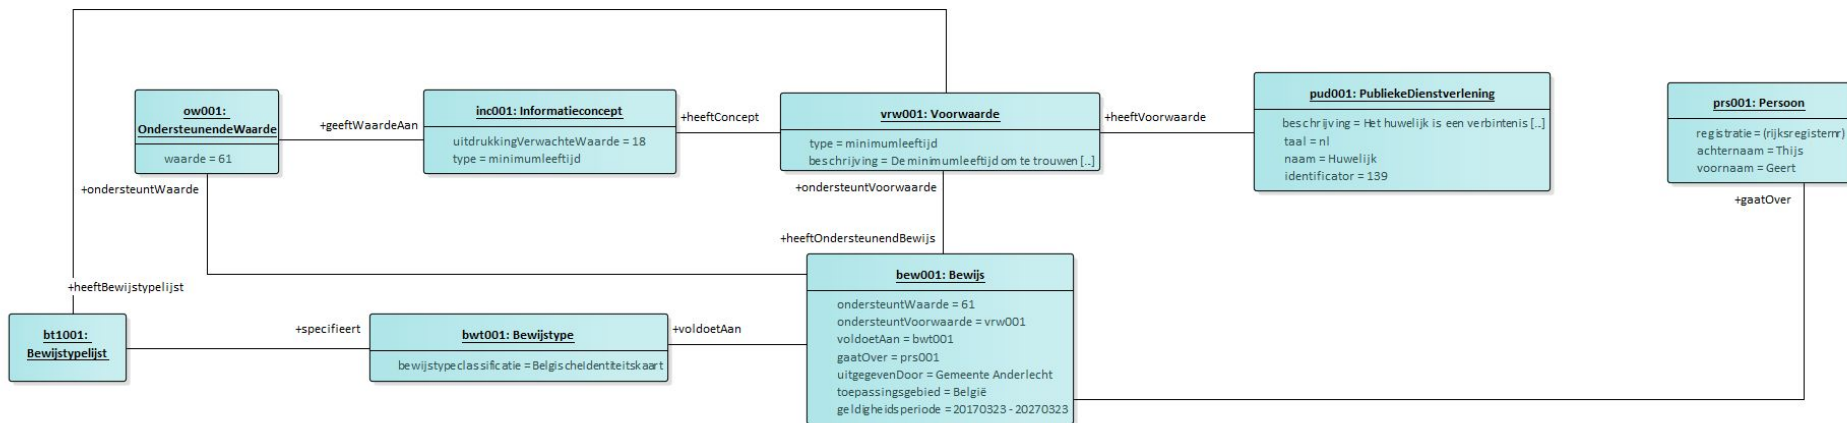 ow001:
OndersteunendeWaarde
waarde = 61
+geeftWaardeAan
inc001: Informatieconcept
uitdrukkingVerwachteWaarde = 18
type = minimumleeftijd
+heeftConcept
vrw001: Voorwaarde
type = minimumleeftijd
beschrijving = De minimumleeftijd om te trouwen [..]
+heeftVoorwaarde
pud001: PubliekeDienstverlening
beschrijving = Het huwelijk is een verbintenis [..]
taal = nl
naam = Huwelijk
identificator = 139
prs001: Persoon
registratie = (rijksregisternr)
achternaam = Thijs
voornaam = Geert
+ondersteuntWaarde
+ondersteuntVoorwaarde
+gaatOver
+heeftOndersteunendBewijs
+heeftBewijstypelijst
bt1001:
Bewijstypelijst
+specifieert
bwt001: Bewijstype
bewijstypeclassificatie = BelgischeIdentiteitskaart
+voldoetAan
bew001: Bewijs
ondersteuntWaarde = 61
ondersteuntVoorwaarde = vrw001
voldoetAan = bwt001
gaatOver = prs001
uitgegevenDoor = Gemeente Anderlecht
toepassingsgebied = België
geldigheidsperiode = 20170323 - 20270323